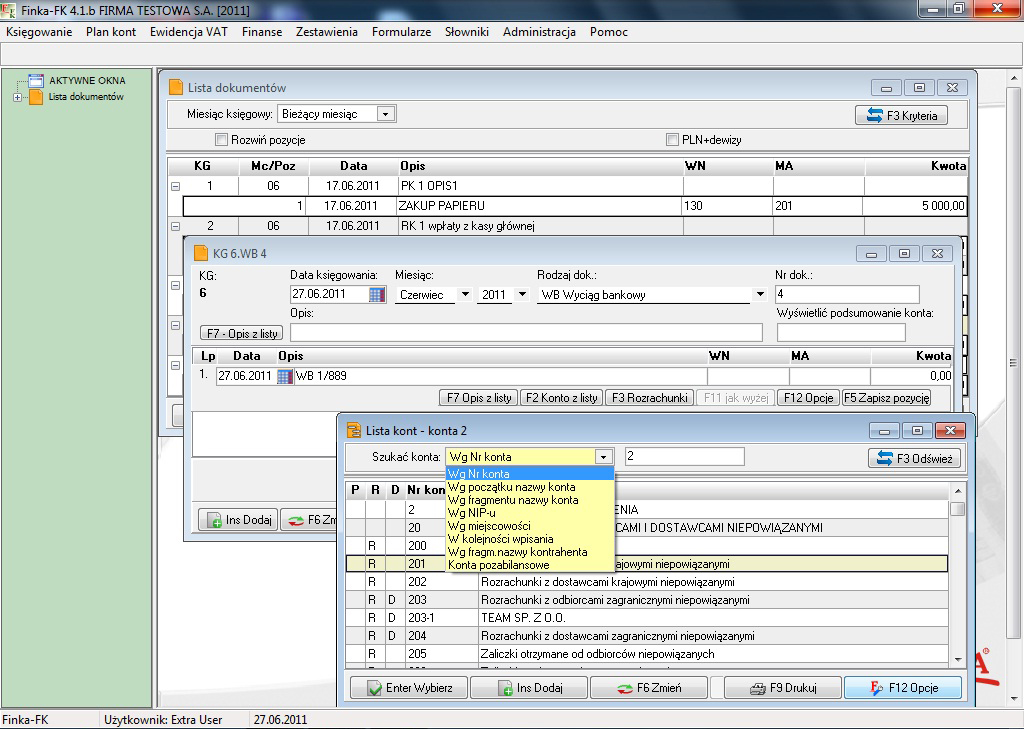 Finka-FK 4.1.b FIRMA TESTOWA S.A. [2011]
Księgowanie Plan kont Ewidencja VAT Finanse Zestawienia Formularze Słowniki Administracja Pomoc
AKTYWNE OKNA
Lista dokumentów
Lista dokumentów
Miesiąc księgowy: Bieżący miesiąc F3 Kryteria
Rozwiń pozycje PLN+dewizy
KG Mc/Poz Data Opis WN MA Kwota
1 06 17.06.2011 PK 1 OPIS1
1 17.06.2011 ZAKUP PAPIERU 130 201 5 000,00
2 06 17.06.2011 RK 1 wpłaty z kasy głównej
KG 6.WB 4
KG: Data księgowania: Miesiąc: Rodzaj dok.: Nr dok.:
6 27.06.2011 Czerwiec 2011 WB Wyciąg bankowy 4
Opis: Wyświetlić podsumowanie konta:
F7 - Opis z listy
Lp Data Opis WN MA Kwota
1. 27.06.2011 WB 1/889 0,00
F7 Opis z listy F2 Konto z listy F3 Rozrachunki F11 jak wyżej F12 Opcje F5 Zapisz pozycję
Ins Dodaj F6 Zm
Lista kont - konta 2
Szukać konta: Wg Nr konta 2 F3 Odśwież
Wg Nr konta
Wg początku nazwy konta
Wg fragmentu nazwy konta
Wg NIP-u
Wg miejscowości
W kolejności wpisania
Wg fragm.nazwy kontrahenta
Konta pozabilansowe
P R D Nr kon
2 ENIA
20 CAMI I DOSTAWCAMI NIEPOWIĄZANYMI
R 200
R 201 krajowymi niepowiązanymi
R 202 Rozrachunki z dostawcami krajowymi niepowiązanymi
R D 203 Rozrachunki z odbiorcami zagranicznymi niepowiązanymi
R D 203-1 TEAM SP. Z O.O.
R D 204 Rozrachunki z dostawcami zagranicznymi niepowiązanymi
R 205 Zaliczki otrzymane od odbiorców niepowiązanych
Enter Wybierz Ins Dodaj F6 Zmień F9 Drukuj F12 Opcje
Finka-FK Użytkownik: Extra User 27.06.2011